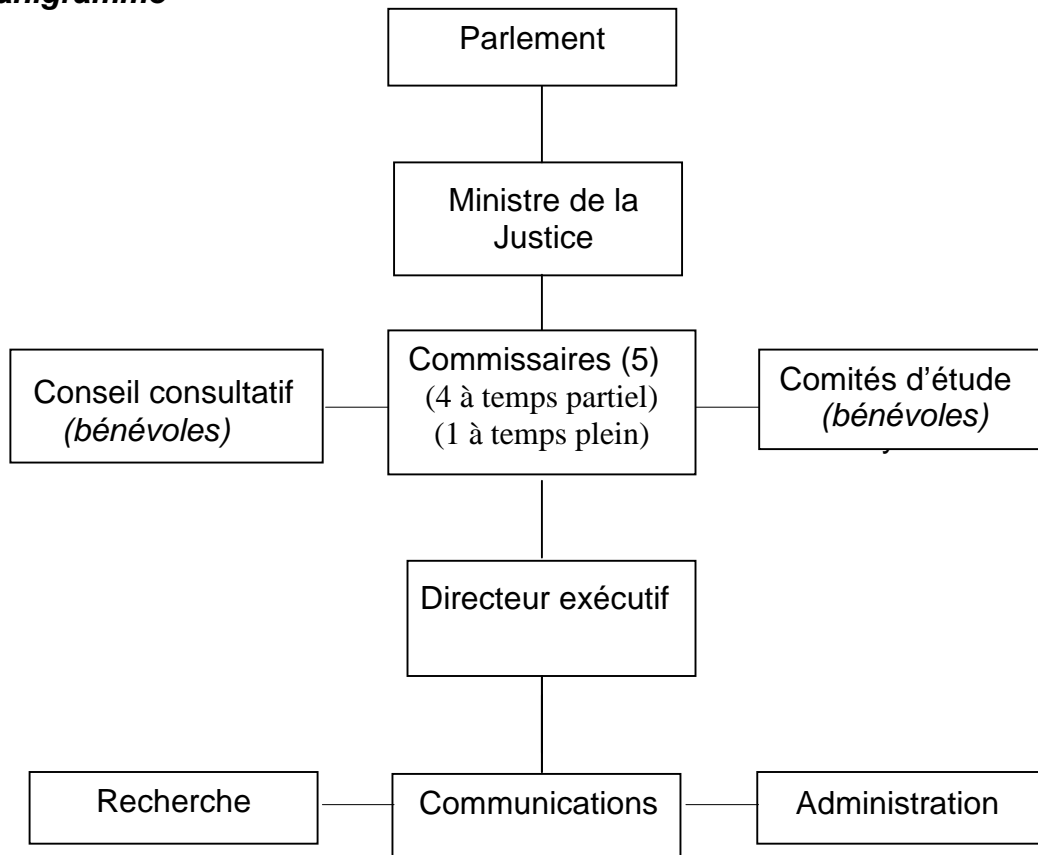 Parlement
Ministre de la
Justice
Commissaires (5)
(4 à temps partiel)
(1 à temps plein)
Conseil consultatif
(bénévoles)
Comités d’étude
(bénévoles)
Directeur exécutif
Recherche
Communications
Administration